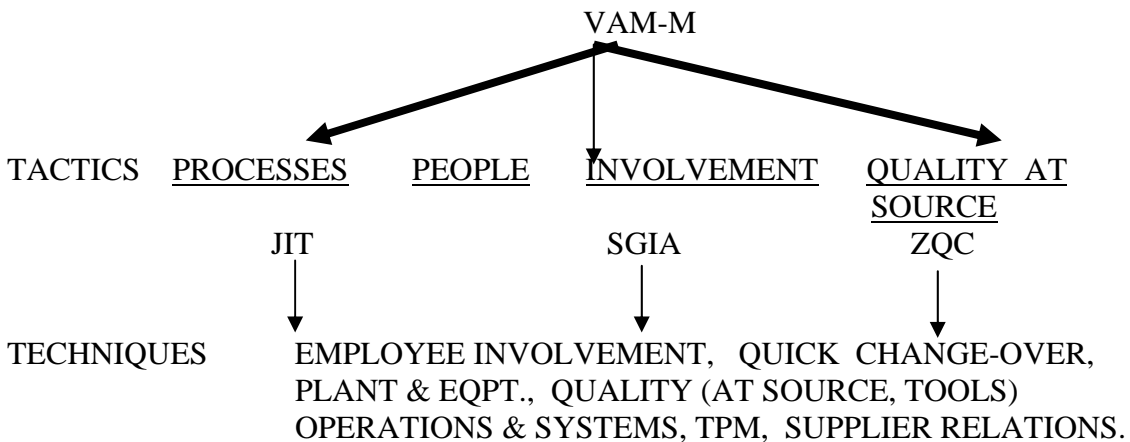 VAM-M
TACTICS PROCESSES PEOPLE INVOLVEMENT QUALITY AT
SOURCE
JIT SGIA ZQC
TECHNIQUES EMPLOYEE INVOLVEMENT, QUICK CHANGE-OVER,
PLANT & EQPT., QUALITY (AT SOURCE, TOOLS)
OPERATIONS & SYSTEMS, TPM, SUPPLIER RELATIONS.